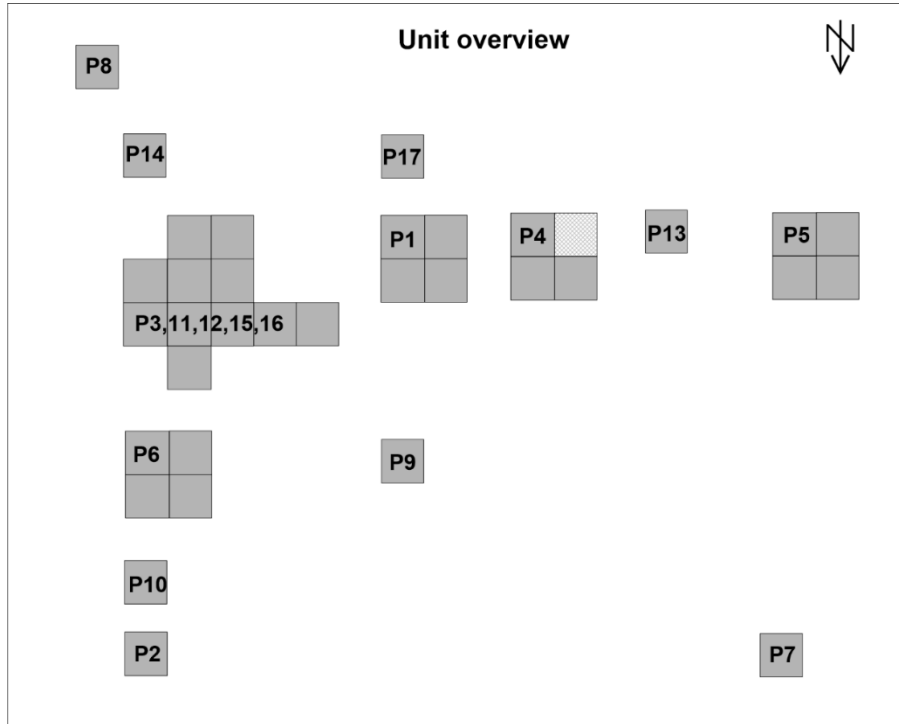 Unit overview
N
P8
P14
P17
P1
P4
P13
P5
P3,11,12,15,16
P6
P9
P10
P2
P7